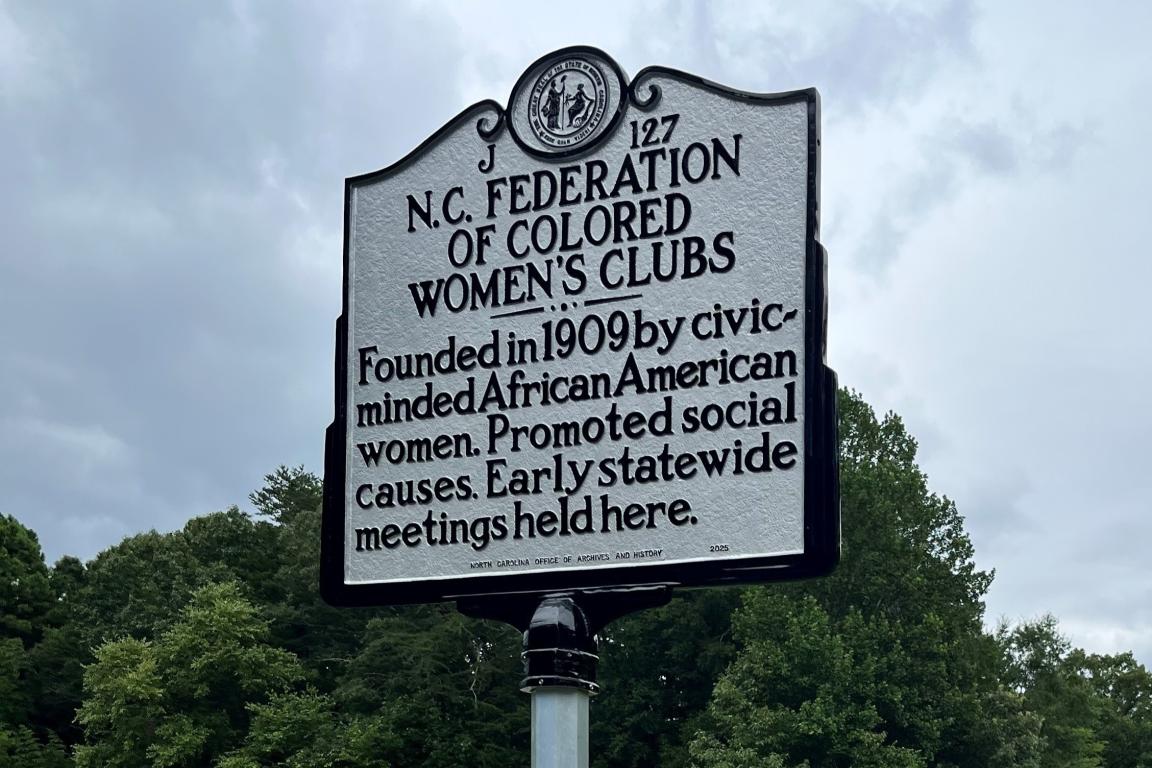 J 127
N.C. FEDERATION
OF COLORED
WOMEN'S CLUBS
Founded in 1909 by civic-
minded African American
women. Promoted social
causes. Early statewide
meetings held here.
NORTH CAROLINA OFFICE OF ARCHIVES AND HISTORY 2025